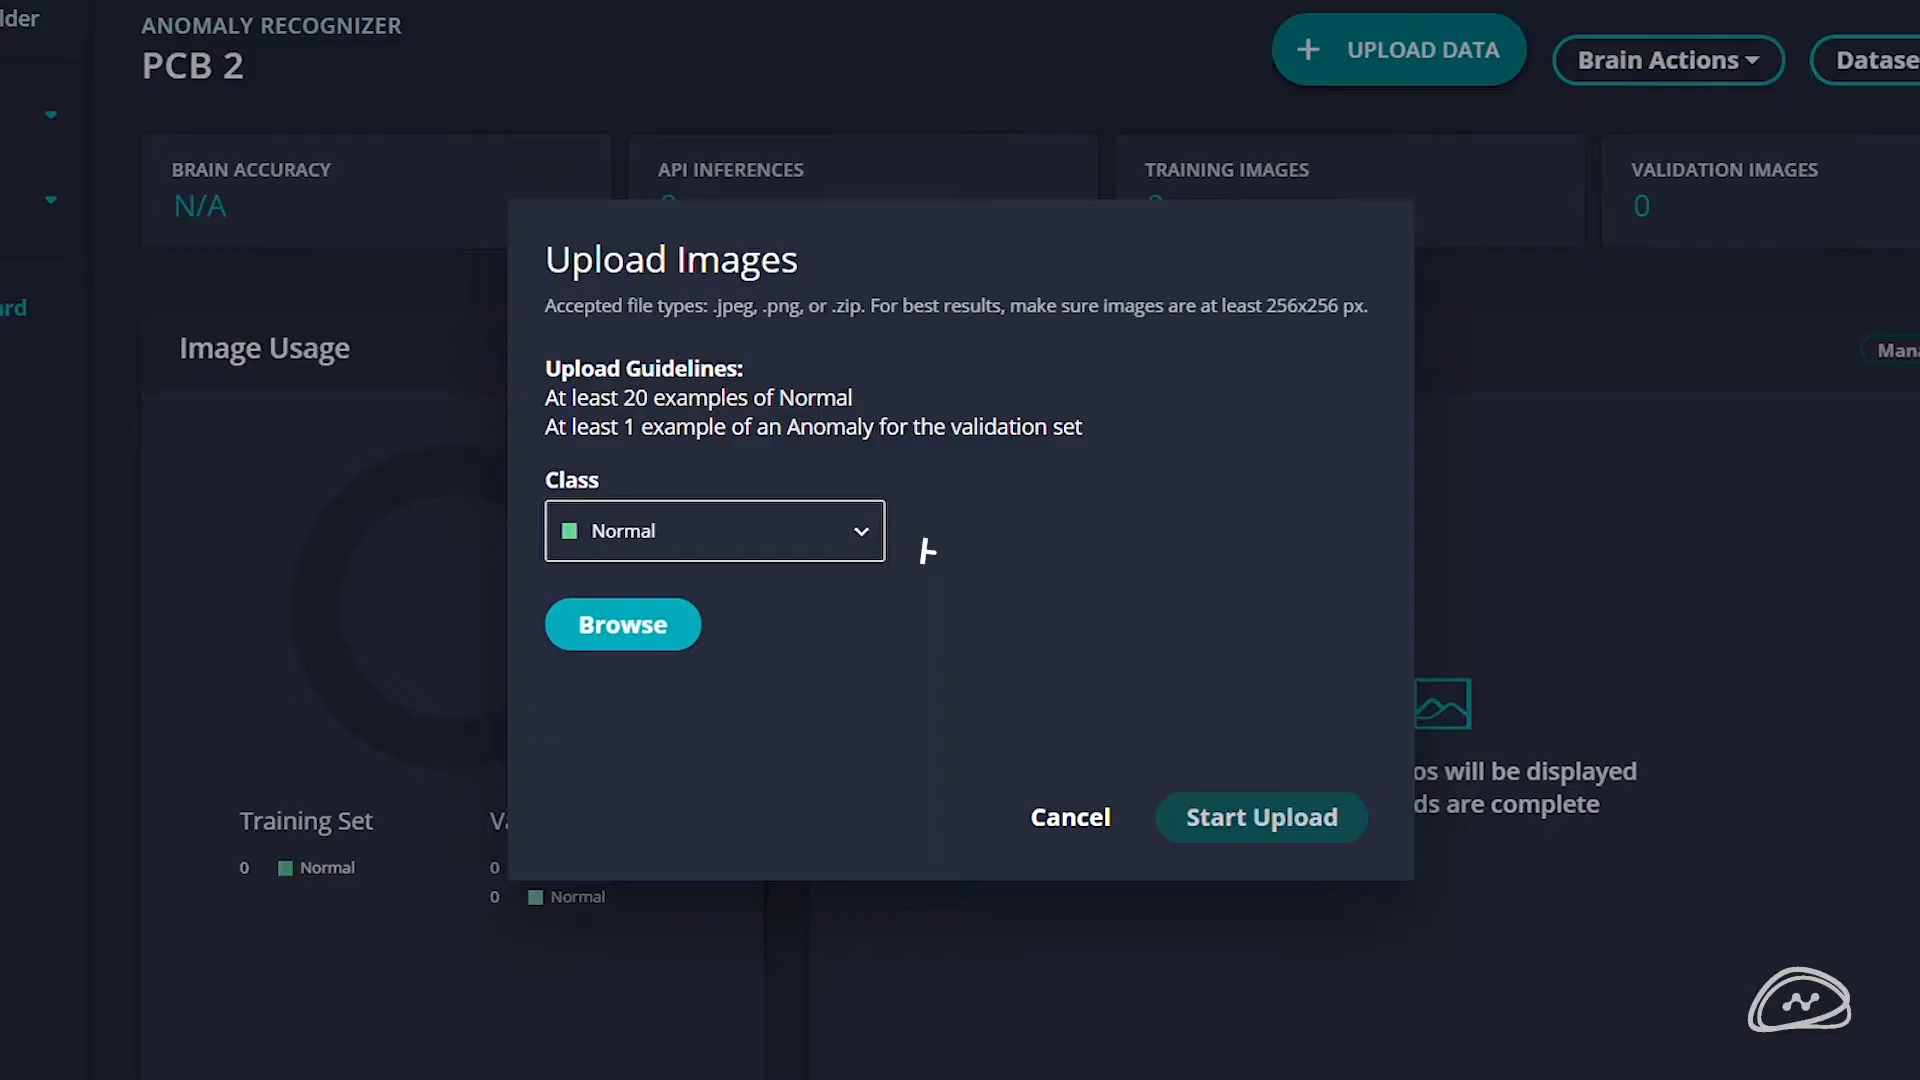 lder
ANOMALY RECOGNIZER
PCB 2
+ UPLOAD DATA
Brain Actions
Datase
BRAIN ACCURACY
N/A
API INFERENCES
TRAINING IMAGES
VALIDATION IMAGES
0
ard
Image Usage
Mana
Upload Images
Accepted file types: .jpeg, .png, or .zip. For best results, make sure images are at least 256x256 px.
Upload Guidelines:
At least 20 examples of Normal
At least 1 example of an Anomaly for the validation set
Class
Normal
Browse
Cancel
Start Upload
os will be displayed
ds are complete
Training Set
0 Normal
Va
0
0 Normal